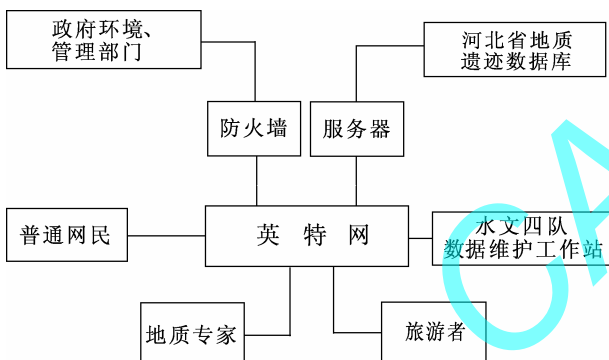 政府环境、
管理部门
河北省地质
遗迹数据库
防火墙
服务器
普通网民
英特网
水文四队
数据维护工作站
地质专家
旅游者
CA